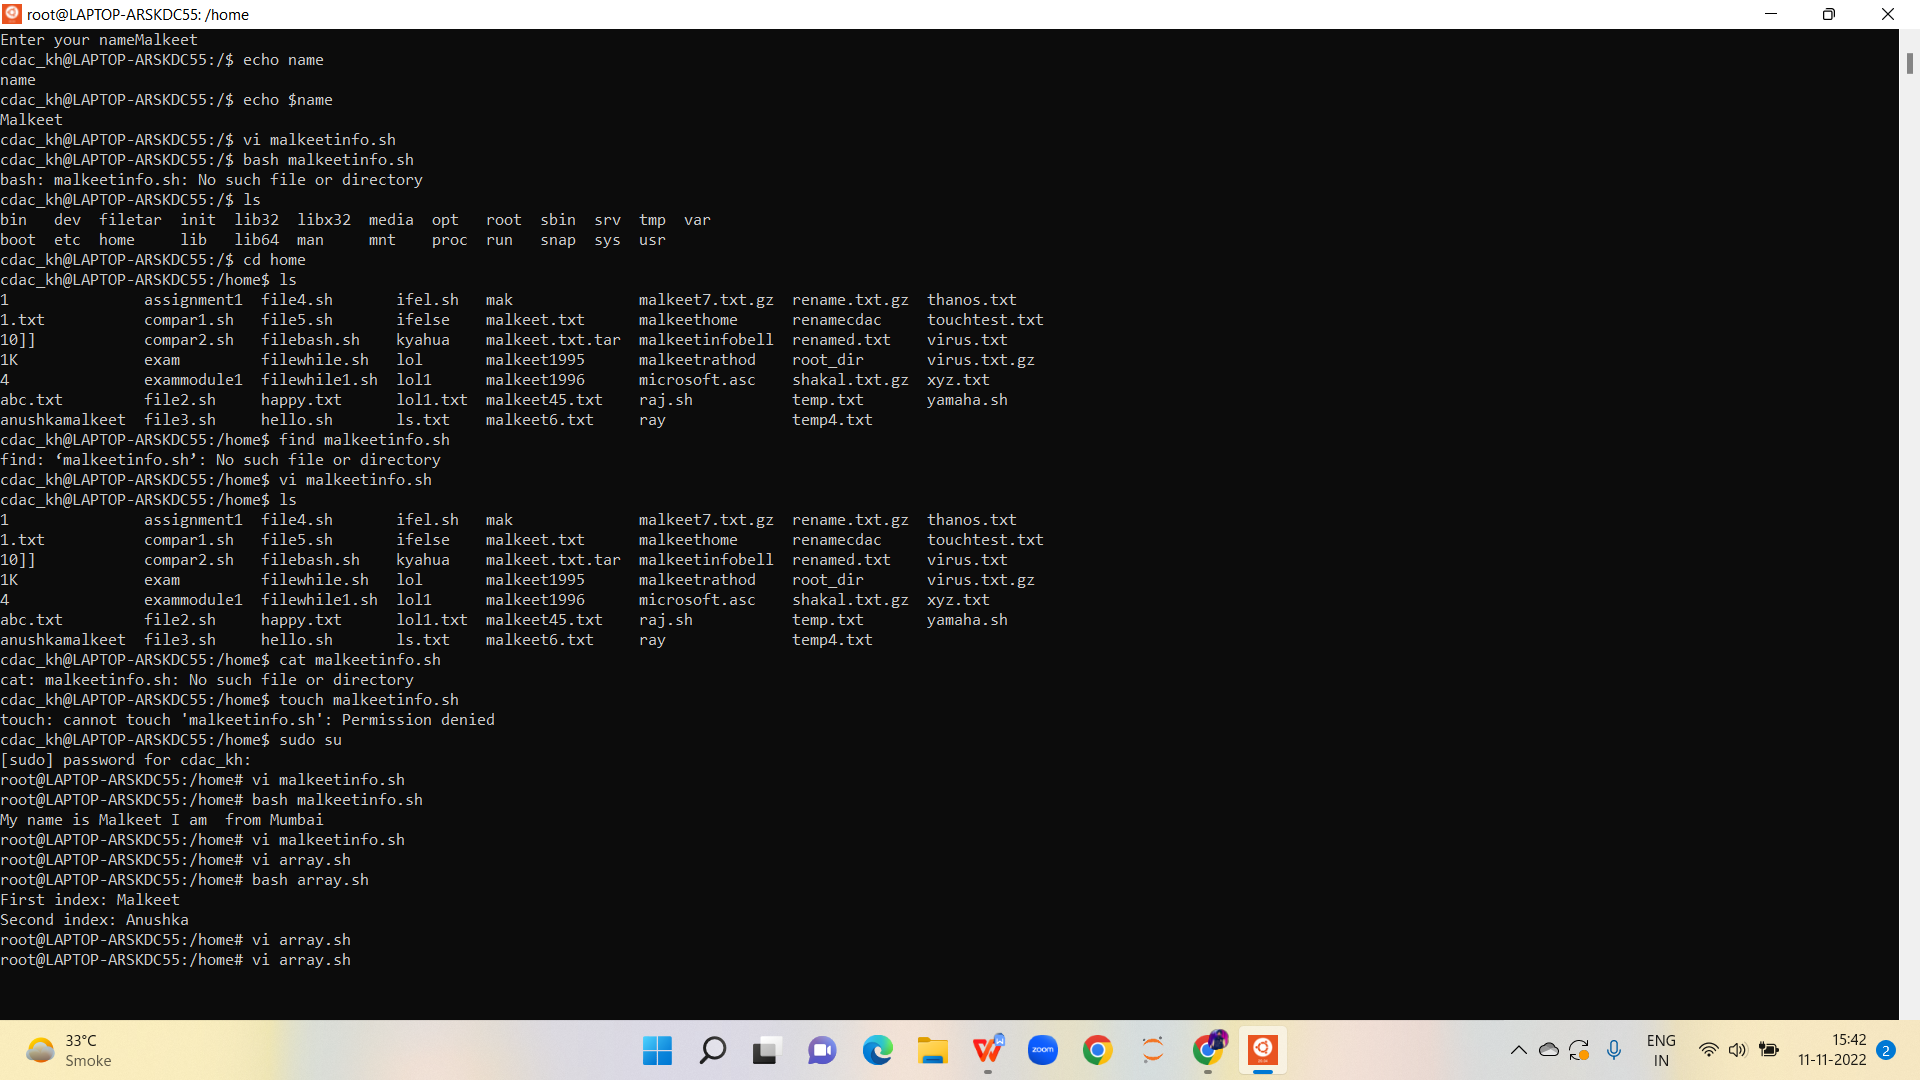 root@LAPTOP-ARSKDC55: /home
Enter your nameMalkeet
cdac_kh@LAPTOP-ARSKDC55:/$ echo name
name
cdac_kh@LAPTOP-ARSKDC55:/$ echo $name
Malkeet
cdac_kh@LAPTOP-ARSKDC55:/$ vi malkeetinfo.sh
cdac_kh@LAPTOP-ARSKDC55:/$ bash malkeetinfo.sh
bash: malkeetinfo.sh: No such file or directory
cdac_kh@LAPTOP-ARSKDC55:/$ ls
bin   dev  filetar  init  lib32  libx32  media  opt   root  sbin  srv  tmp  var
boot  etc  home     lib   lib64  man     mnt    proc  run   snap  sys  usr
cdac_kh@LAPTOP-ARSKDC55:/$ cd home
cdac_kh@LAPTOP-ARSKDC55:/home$ ls
1               assignment1  file4.sh       ifel.sh   mak             malkeet7.txt.gz  rename.txt.gz  thanos.txt
1.txt           compar1.sh   file5.sh       ifelse    malkeet.txt     malkeethome      renamecdac     touchtest.txt
10]]            compar2.sh   filebash.sh    kyahua    malkeet.txt.tar  malkeetinfobell  renamed.txt    virus.txt
1K              exam         filewhile.sh   lol       malkeet1995     malkeetrathod    root_dir       virus.txt.gz
4               exammodule1  filewhile1.sh  lol1      malkeet1996     microsoft.asc    shakal.txt.gz  xyz.txt
abc.txt         file2.sh     happy.txt      lol1.txt  malkeet45.txt   raj.sh           temp.txt       yamaha.sh
anushkamalkeet  file3.sh     hello.sh       ls.txt    malkeet6.txt    ray              temp4.txt
cdac_kh@LAPTOP-ARSKDC55:/home$ find malkeetinfo.sh
find: ‘malkeetinfo.sh’: No such file or directory
cdac_kh@LAPTOP-ARSKDC55:/home$ vi malkeetinfo.sh
cdac_kh@LAPTOP-ARSKDC55:/home$ ls
1               assignment1  file4.sh       ifel.sh   mak             malkeet7.txt.gz  rename.txt.gz  thanos.txt
1.txt           compar1.sh   file5.sh       ifelse    malkeet.txt     malkeethome      renamecdac     touchtest.txt
10]]            compar2.sh   filebash.sh    kyahua    malkeet.txt.tar  malkeetinfobell  renamed.txt    virus.txt
1K              exam         filewhile.sh   lol       malkeet1995     malkeetrathod    root_dir       virus.txt.gz
4               exammodule1  filewhile1.sh  lol1      malkeet1996     microsoft.asc    shakal.txt.gz  xyz.txt
abc.txt         file2.sh     happy.txt      lol1.txt  malkeet45.txt   raj.sh           temp.txt       yamaha.sh
anushkamalkeet  file3.sh     hello.sh       ls.txt    malkeet6.txt    ray              temp4.txt
cdac_kh@LAPTOP-ARSKDC55:/home$ cat malkeetinfo.sh
cat: malkeetinfo.sh: No such file or directory
cdac_kh@LAPTOP-ARSKDC55:/home$ touch malkeetinfo.sh
touch: cannot touch 'malkeetinfo.sh': Permission denied
cdac_kh@LAPTOP-ARSKDC55:/home$ sudo su
[sudo] password for cdac_kh:
root@LAPTOP-ARSKDC55:/home# vi malkeetinfo.sh
root@LAPTOP-ARSKDC55:/home# bash malkeetinfo.sh
My name is Malkeet I am  from Mumbai
root@LAPTOP-ARSKDC55:/home# vi malkeetinfo.sh
root@LAPTOP-ARSKDC55:/home# vi array.sh
root@LAPTOP-ARSKDC55:/home# bash array.sh
First index: Malkeet
Second index: Anushka
root@LAPTOP-ARSKDC55:/home# vi array.sh
root@LAPTOP-ARSKDC55:/home# vi array.sh
33°C
Smoke
zoom
ENG
IN
15:42
11-11-2022
2